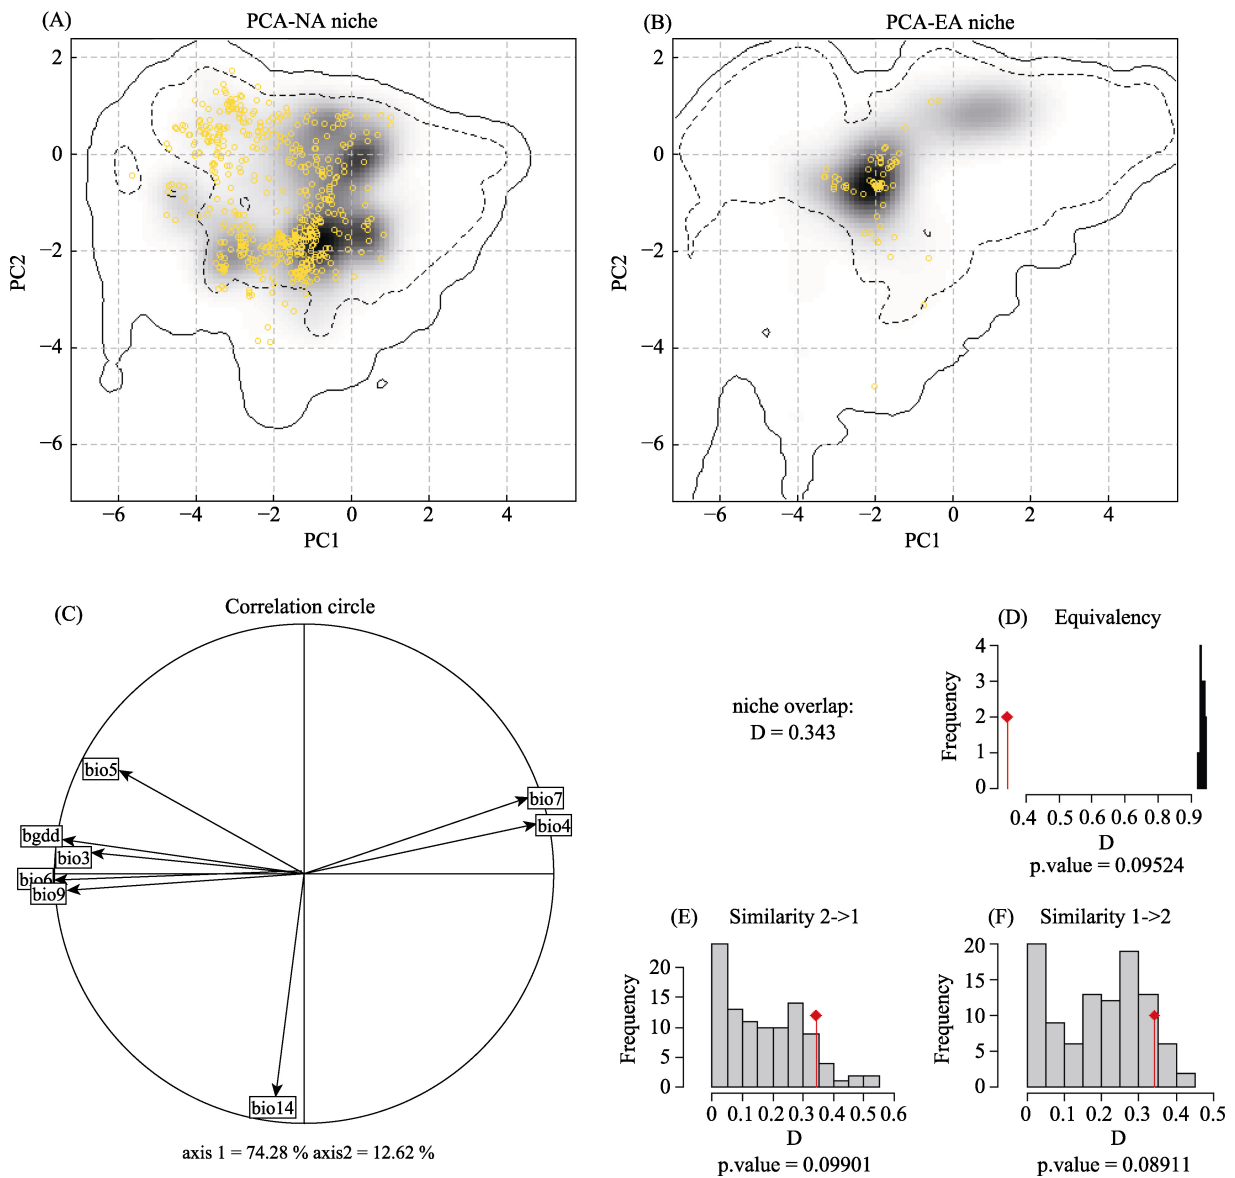 (A) PCA-NA niche
2
0
−2
−4
−6
PC2
−6 −4 −2 0 2 4
PC1
(B) PCA-EA niche
2
0
−2
−4
−6
PC2
−6 −4 −2 0 2 4
PC1
(C) Correlation circle
bio5
bio7
bio4
bgdd
bio3
bio6
bio9
bio14
axis 1 = 74.28 % axis2 = 12.62 %
niche overlap:
D = 0.343
(D) Equivalency
4
3
2
1
0
Frequency
0.4 0.5 0.6 0.6 0.8 0.9
D
p.value = 0.09524
(E) Similarity 2->1
20
15
10
5
0
Frequency
0 0.1 0.2 0.3 0.4 0.5 0.6
D
p.value = 0.09901
(F) Similarity 1->2
20
15
10
5
0
Frequency
0 0.1 0.2 0.3 0.4 0.5
D
p.value = 0.08911